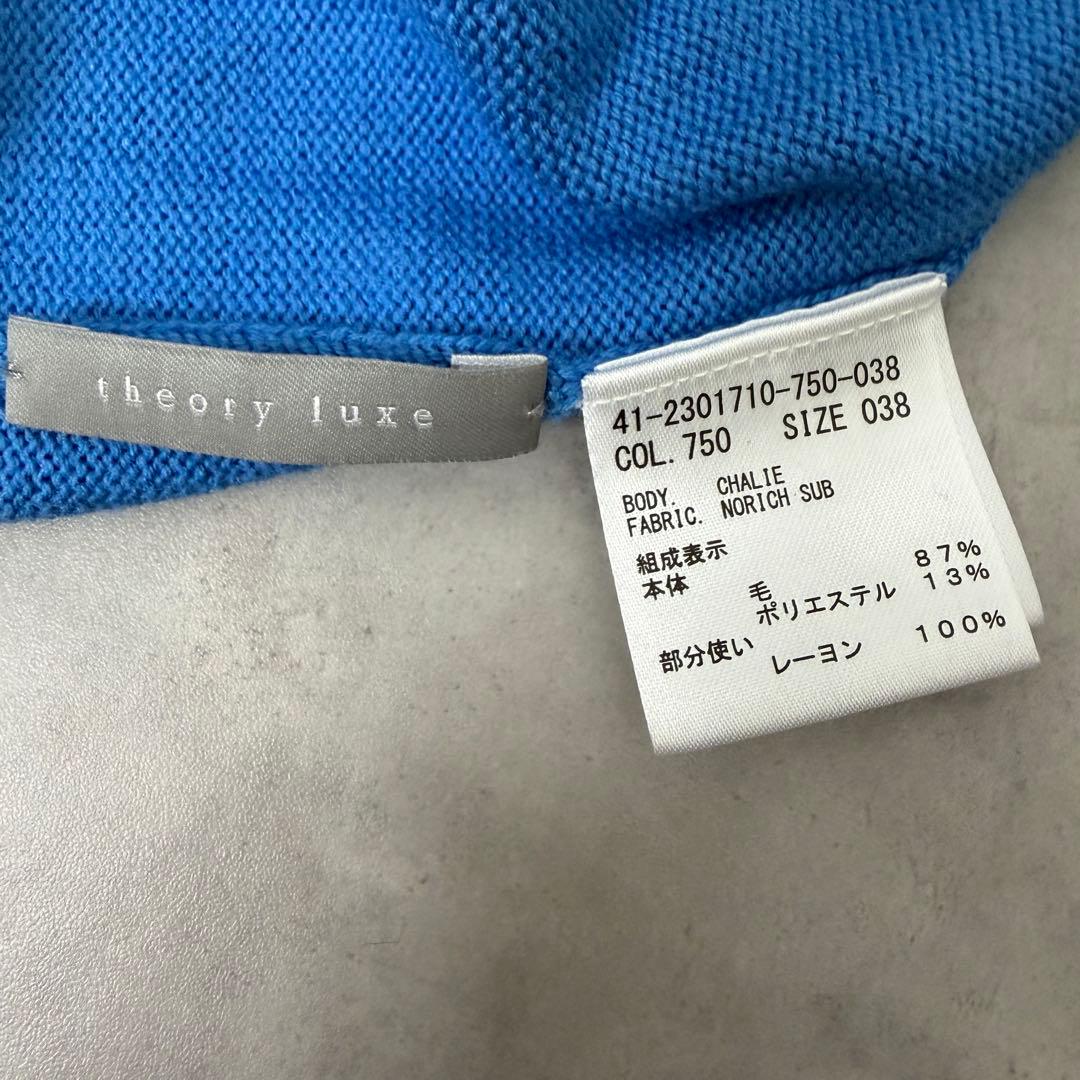 theory luxe
41-2301710-750-038
COL. 750 SIZE 038
BODY. CHALIE
FABRIC. NORICH SUB
組成表示
本体 毛 87%
ポリエステル 13%
部分使い レーヨン 100%